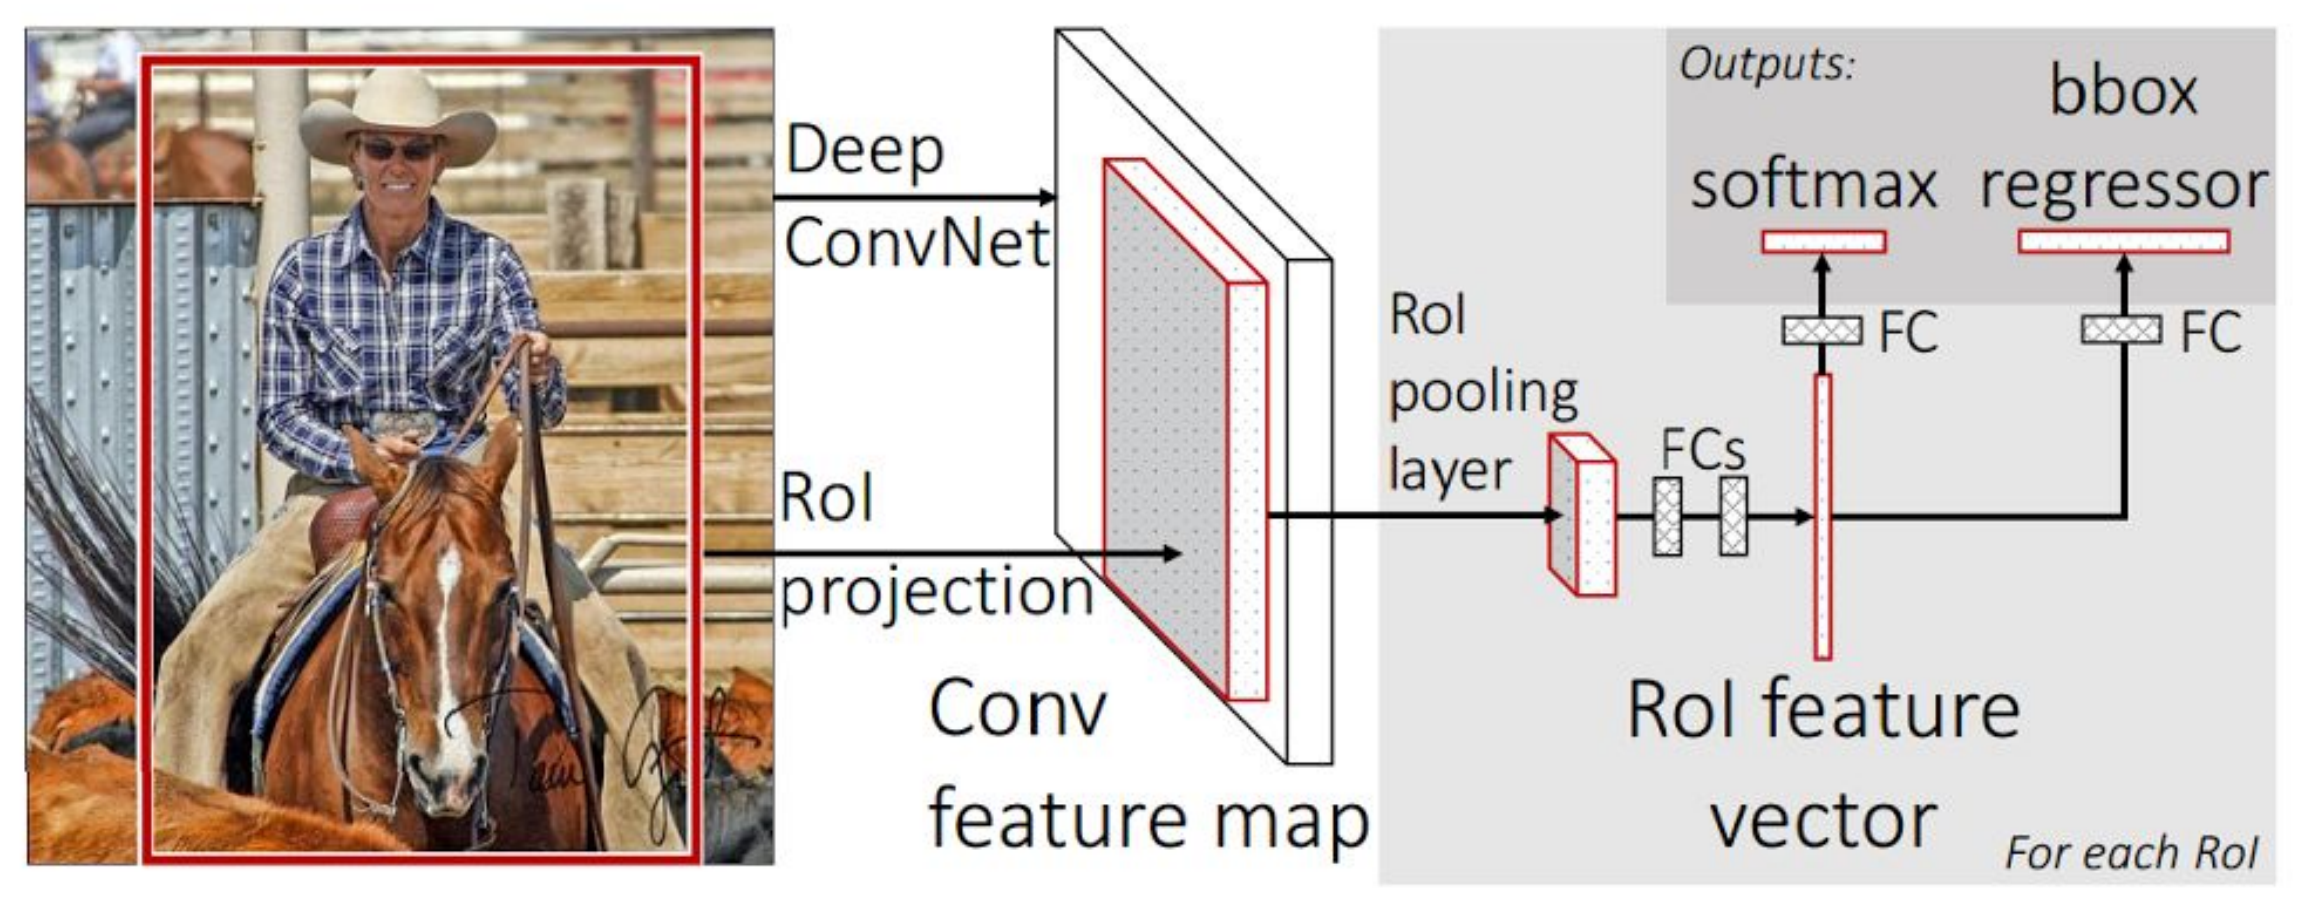 Deep
ConvNet
RoI
projection
Conv
feature map
RoI
pooling
layer
FCs
RoI feature
vector
For each RoI
Outputs:
softmax
bbox
regressor
FC
FC